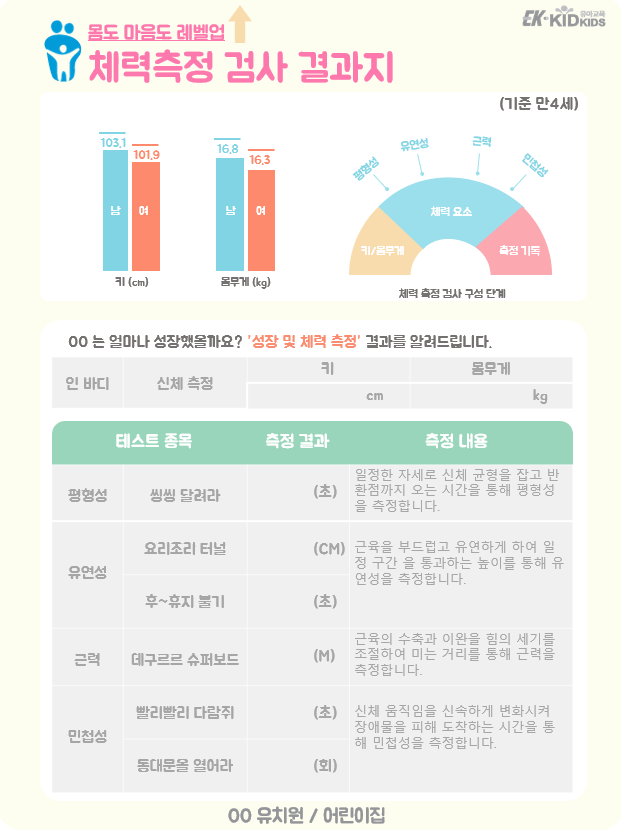 EK-KID 유아교육 KIDS
몸도 마음도 레벨업
체력측정 검사 결과지
(기준 만4세)
103.1
101.9
남
여
키 (cm)
16.8
16.3
남
여
몸무게 (kg)
평형성
유연성
근력
민첩성
체력 요소
키/몸무게
측정 기록
체력 측정 검사 구성 단계
OO 는 얼마나 성장했을까요? '성장 및 체력 측정' 결과를 알려드립니다.
인 바디
신체 측정
키
몸무게
cm
kg
테스트 종목
측정 결과
측정 내용
평형성
씽씽 달려라
(초)
일정한 자세로 신체 균형을 잡고 반
환점까지 오는 시간을 통해 평형성
을 측정합니다.
유연성
요리조리 터널
(CM)
근육을 부드럽고 유연하게 하여 일
정 구간 을 통과하는 높이를 통해 유
연성을 측정합니다.
후~휴지 불기
(초)
근력
데구르르 슈퍼보드
(M)
근육의 수축과 이완을 힘의 세기를
조절하여 미는 거리를 통해 근력을
측정합니다.
민첩성
빨리빨리 다람쥐
(초)
신체 움직임을 신속하게 변화시켜
장애물을 피해 도착하는 시간을 통
해 민첩성을 측정합니다.
동대문을 열어라
(회)
OO 유치원 / 어린이집